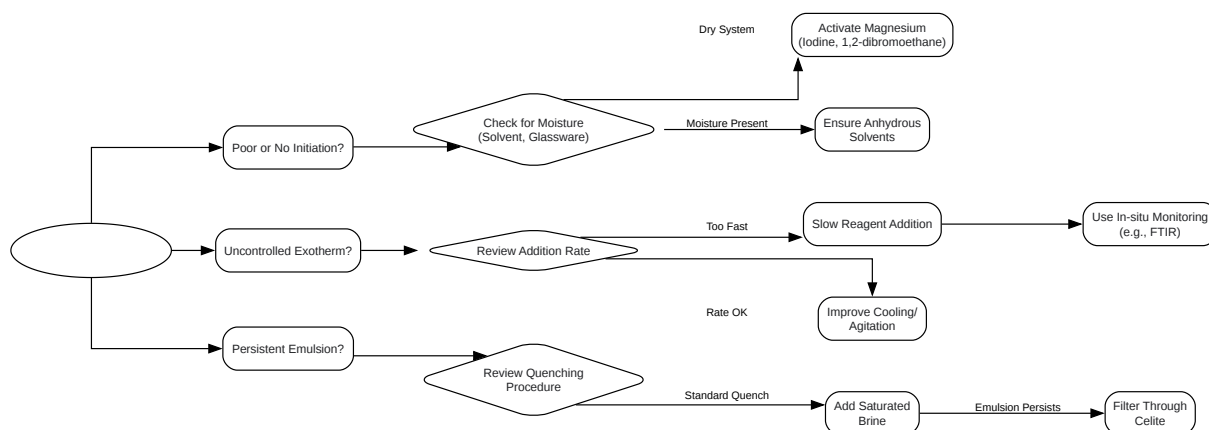 Dry System
Activate Magnesium
(Iodine, 1,2-dibromoethane)
Poor or No Initiation?
Check for Moisture
(Solvent, Glassware)
Moisture Present
Ensure Anhydrous
Solvents
Uncontrolled Exotherm?
Review Addition Rate
Too Fast
Slow Reagent Addition
Use In-situ Monitoring
(e.g., FTIR)
Rate OK
Improve Cooling/
Agitation
Persistent Emulsion?
Review Quenching
Procedure
Standard Quench
Add Saturated
Brine
Emulsion Persists
Filter Through
Celite